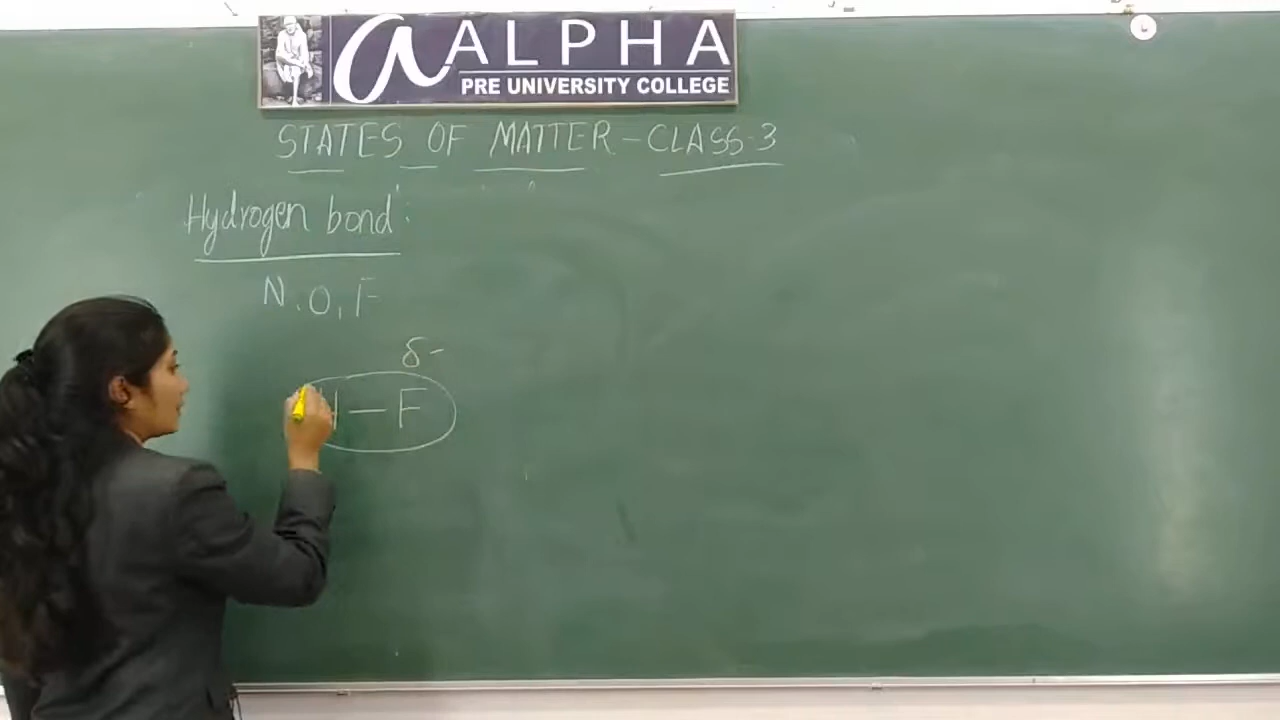 ALPHA
PRE UNIVERSITY COLLEGE
STATES OF MATTER - CLASS-3
Hydrogen bond:
N, O, F
δ-
H — F